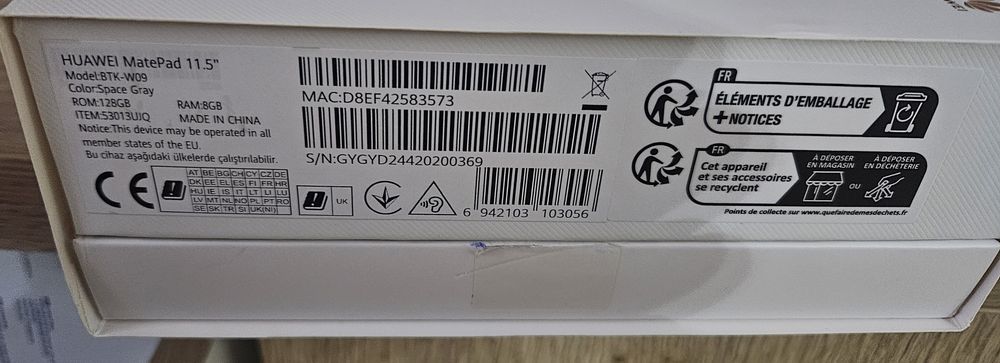 HUAWEI MatePad 11.5"
Model:BTK-W09
Color:Space Gray
ROM:128GB RAM:8GB
ITEM:53013UJQ MADE IN CHINA
Notice:This device may be operated in all
member states of the EU.
Bu cihaz aşağıdaki ülkelerde çalıştırılabilir.
CE
AT BE BG CH CY CZ DE
DK EE EL ES FI FR HR
HU IE IS IT LT LU LI
LV MT NL NO PL PT RO
SE SK TR SI UK(NI)
UK
MAC:D8EF42583573
S/N:GYGYD24420200369
6 942103 103056
FR
ÉLÉMENTS D'EMBALLAGE
+ NOTICES
FR
Cet appareil
et ses accessoires
se recyclent
À DÉPOSER
EN MAGASIN
OU
À DÉPOSER
EN DÉCHÈTERIE
Points de collecte sur www.quefairedemesdechets.fr